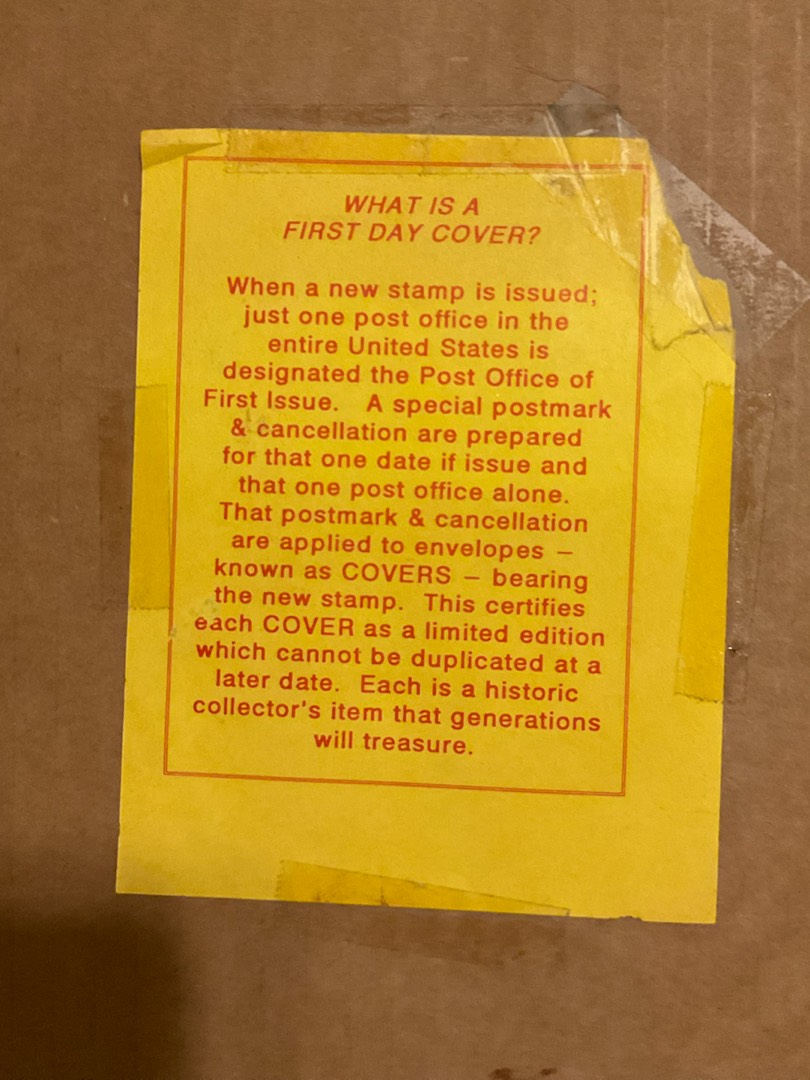 WHAT IS A
FIRST DAY COVER?
When a new stamp is issued;
just one post office in the
entire United States is
designated the Post Office of
First Issue. A special postmark
& cancellation are prepared
for that one date if issue and
that one post office alone.
That postmark & cancellation
are applied to envelopes –
known as COVERS – bearing
the new stamp. This certifies
each COVER as a limited edition
which cannot be duplicated at a
later date. Each is a historic
collector's item that generations
will treasure.